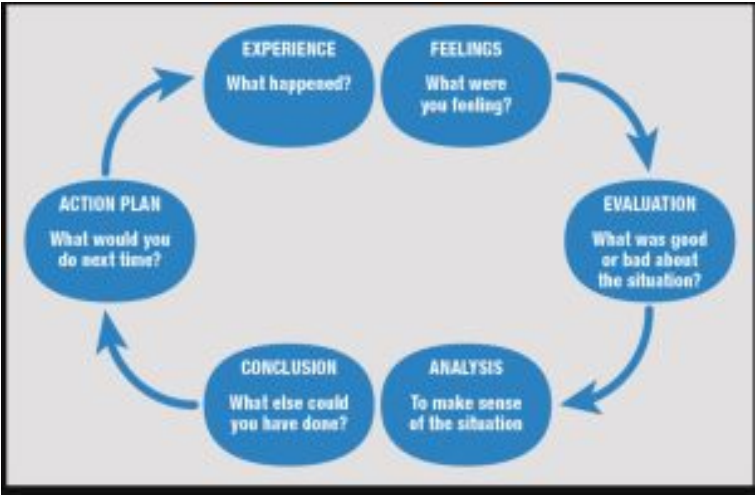 EXPERIENCE
What happened?
FEELINGS
What were
you feeling?
EVALUATION
What was good
or bad about
the situation?
ANALYSIS
To make sense
of the situation
CONCLUSION
What else could
you have done?
ACTION PLAN
What would you
do next time?